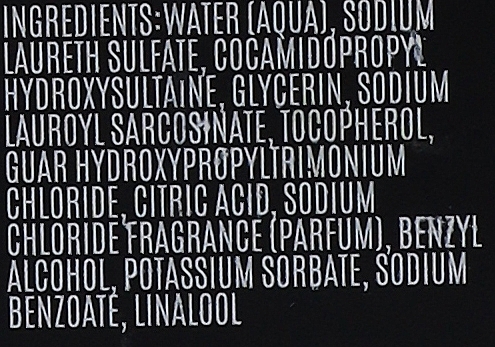 INGREDIENTS:WATER (AQUA), SODIUM
LAURETH SULFATE, COCAMIDOPROPYL
HYDROXYSULTAINE, GLYCERIN, SODIUM
LAUROYL SARCOSINATE, TOCOPHEROL,
GUAR HYDROXYPROPYLTRIMONIUM
CHLORIDE, CITRIC ACID, SODIUM
CHLORIDE FRAGRANCE (PARFUM), BENZYL
ALCOHOL, POTASSIUM SORBATE, SODIUM
BENZOATE, LINALOOL